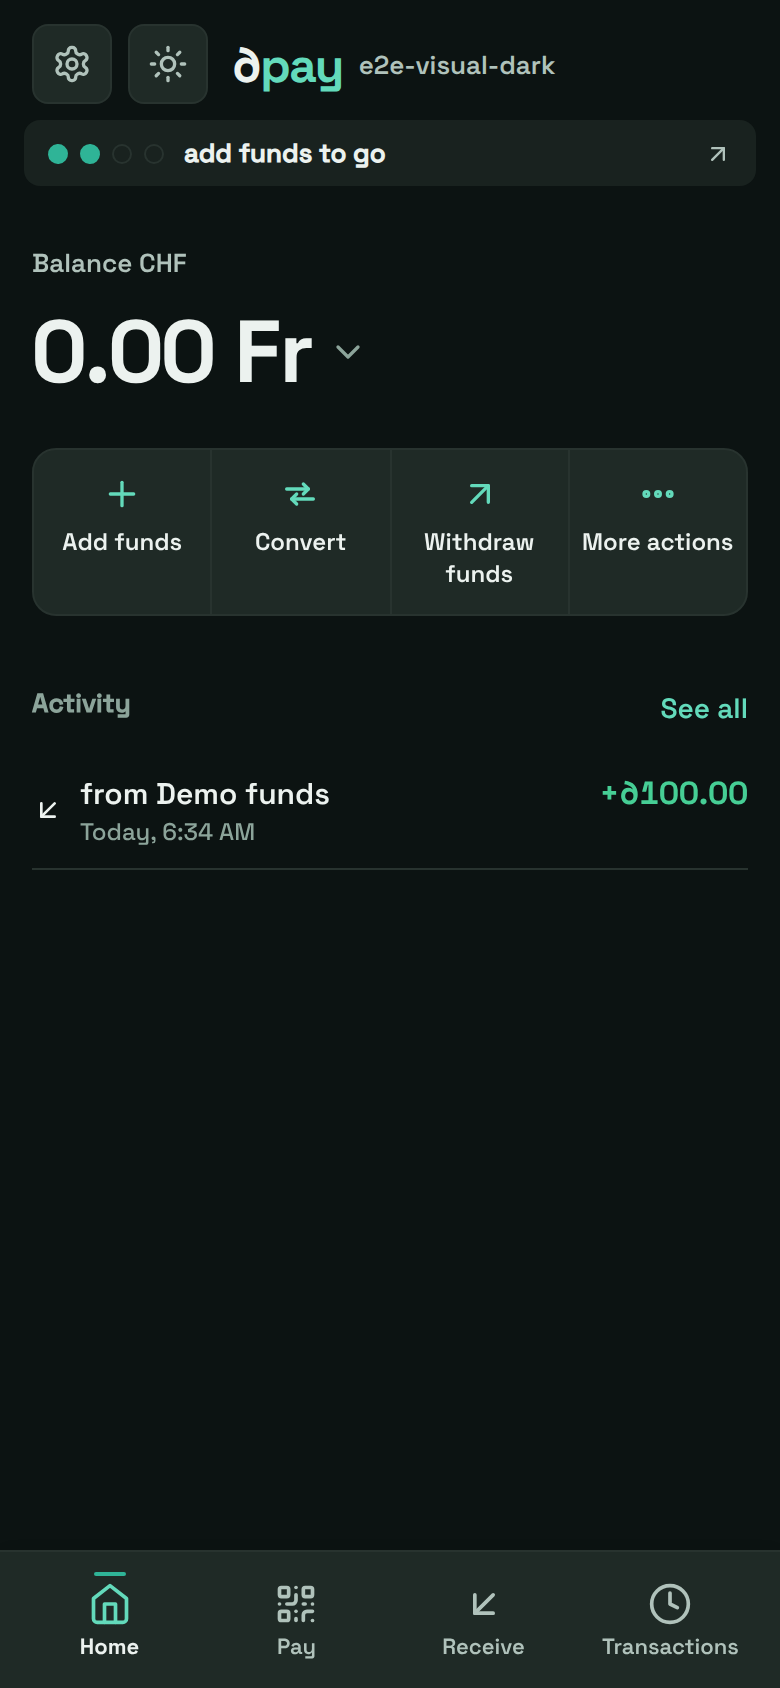 ∂pay e2e-visual-dark
add funds to go
Balance CHF
0.00 Fr
Add funds
Convert
Withdraw
funds
More actions
Activity
See all
from Demo funds
+∂100.00
Today, 6:34 AM
Home
Pay
Receive
Transactions